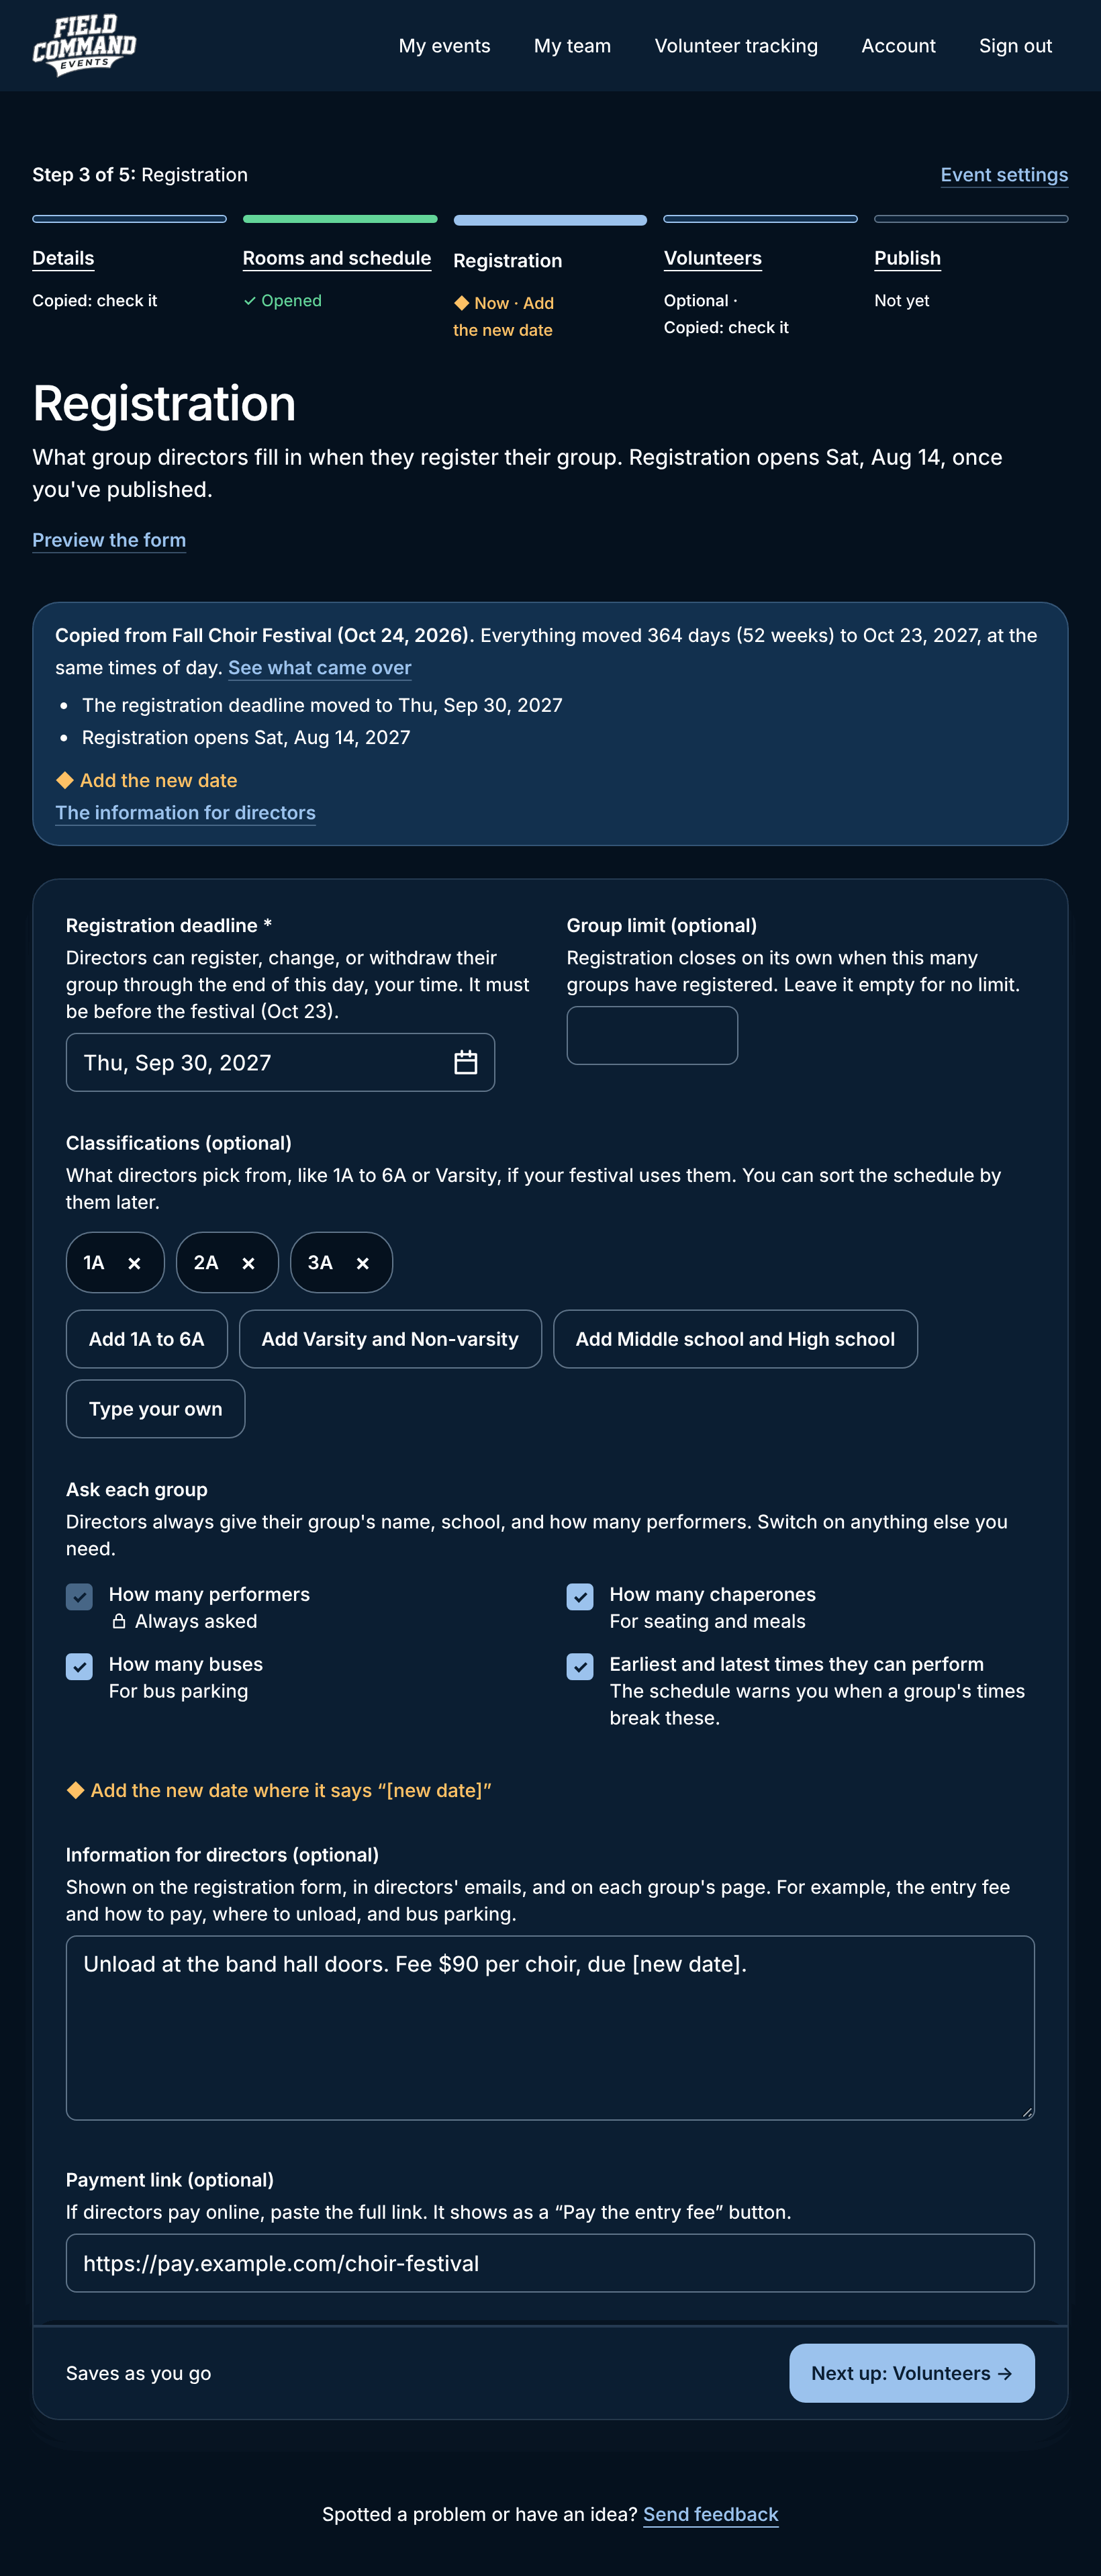 FIELD
COMMAND
EVENTS
My events
My team
Volunteer tracking
Account
Sign out
Step 3 of 5: Registration
Event settings
Details
Copied: check it
Rooms and schedule
✓ Opened
Registration
◆ Now · Add
the new date
Volunteers
Optional ·
Copied: check it
Publish
Not yet
Registration
What group directors fill in when they register their group. Registration opens Sat, Aug 14, once
you've published.
Preview the form
Copied from Fall Choir Festival (Oct 24, 2026). Everything moved 364 days (52 weeks) to Oct 23, 2027, at the
same times of day. See what came over
• The registration deadline moved to Thu, Sep 30, 2027
• Registration opens Sat, Aug 14, 2027
◆ Add the new date
The information for directors
Registration deadline *
Directors can register, change, or withdraw their
group through the end of this day, your time. It must
be before the festival (Oct 23).
Thu, Sep 30, 2027
Group limit (optional)
Registration closes on its own when this many
groups have registered. Leave it empty for no limit.
Classifications (optional)
What directors pick from, like 1A to 6A or Varsity, if your festival uses them. You can sort the schedule by
them later.
1A ×
2A ×
3A ×
Add 1A to 6A
Add Varsity and Non-varsity
Add Middle school and High school
Type your own
Ask each group
Directors always give their group's name, school, and how many performers. Switch on anything else you
need.
How many performers
Always asked
How many chaperones
For seating and meals
How many buses
For bus parking
Earliest and latest times they can perform
The schedule warns you when a group's times
break these.
◆ Add the new date where it says “[new date]”
Information for directors (optional)
Shown on the registration form, in directors' emails, and on each group's page. For example, the entry fee
and how to pay, where to unload, and bus parking.
Unload at the band hall doors. Fee $90 per choir, due [new date].
Payment link (optional)
If directors pay online, paste the full link. It shows as a “Pay the entry fee” button.
https://pay.example.com/choir-festival
Saves as you go
Next up: Volunteers →
Spotted a problem or have an idea? Send feedback